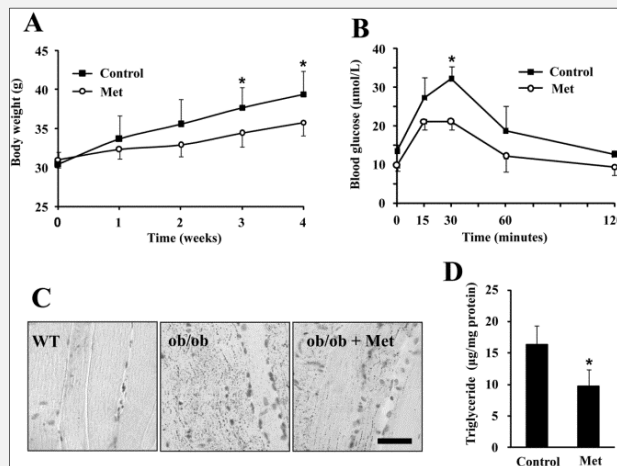 A
Body weight (g)
40
35
30
25
Control
Met
*
*
0 1 2 3 4
Time (weeks)
B
Blood glucose (µmol/L)
50
40
30
20
10
0
*
Control
Met
0 15 30 60 120
Time (minutes)
C
WT
ob/ob
ob/ob + Met
D
Triglyceride (µg/mg protein)
25
20
15
10
5
0
*
Control Met